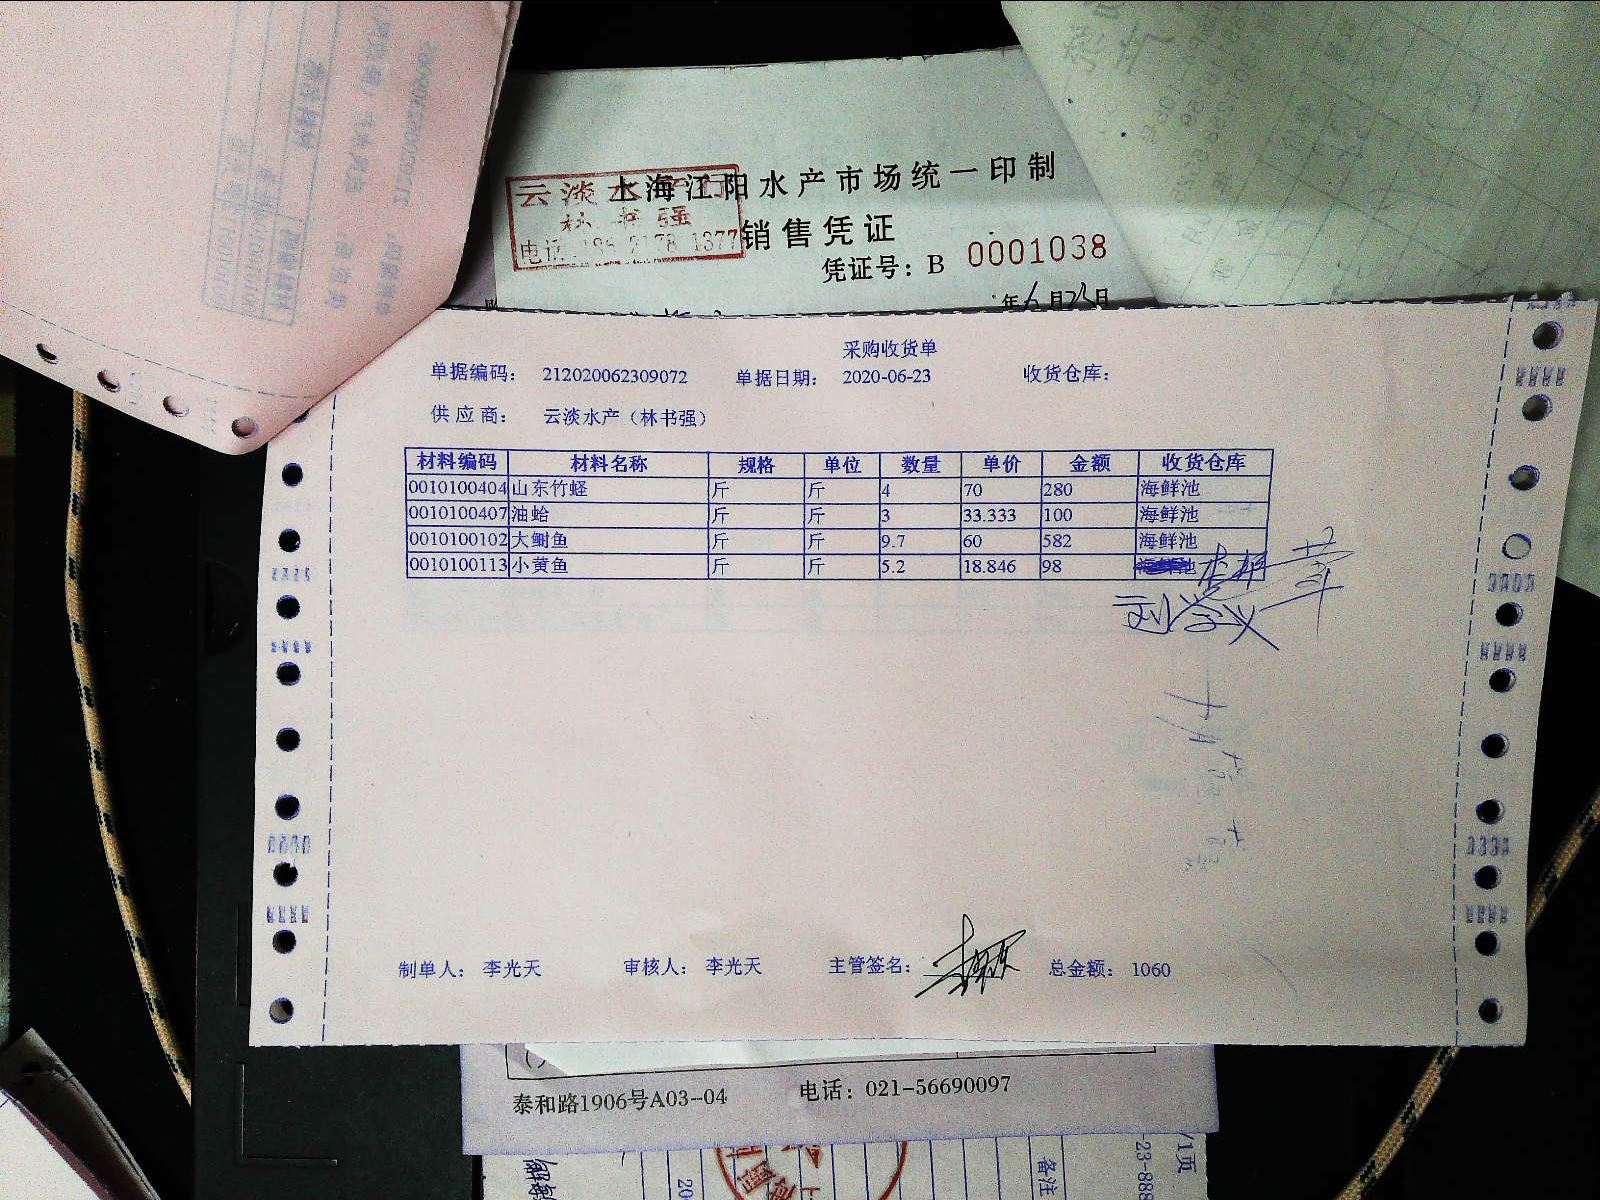 上海江阳水产市场统一印制
云淡水产行
林书强
销售凭证
凭证号：B 0001038
年6月23日
采购收货单
单据编码： 212020062309072 单据日期： 2020-06-23 收货仓库：
供应商： 云淡水产（林书强）
材料编码 材料名称 规格 单位 数量 单价 金额 收货仓库
0010100404 山东竹蛏 斤 斤 4 70 280 海鲜池
0010100407 油蛤 斤 斤 3 33.333 100 海鲜池
0010100102 大鲥鱼 斤 斤 9.7 60 582 海鲜池
0010100113 小黄鱼 斤 斤 5.2 18.846 98
制单人： 李光天 审核人： 李光天 主管签名： 总金额： 1060
泰和路1906号A03--04 电话：021-56690097
备注